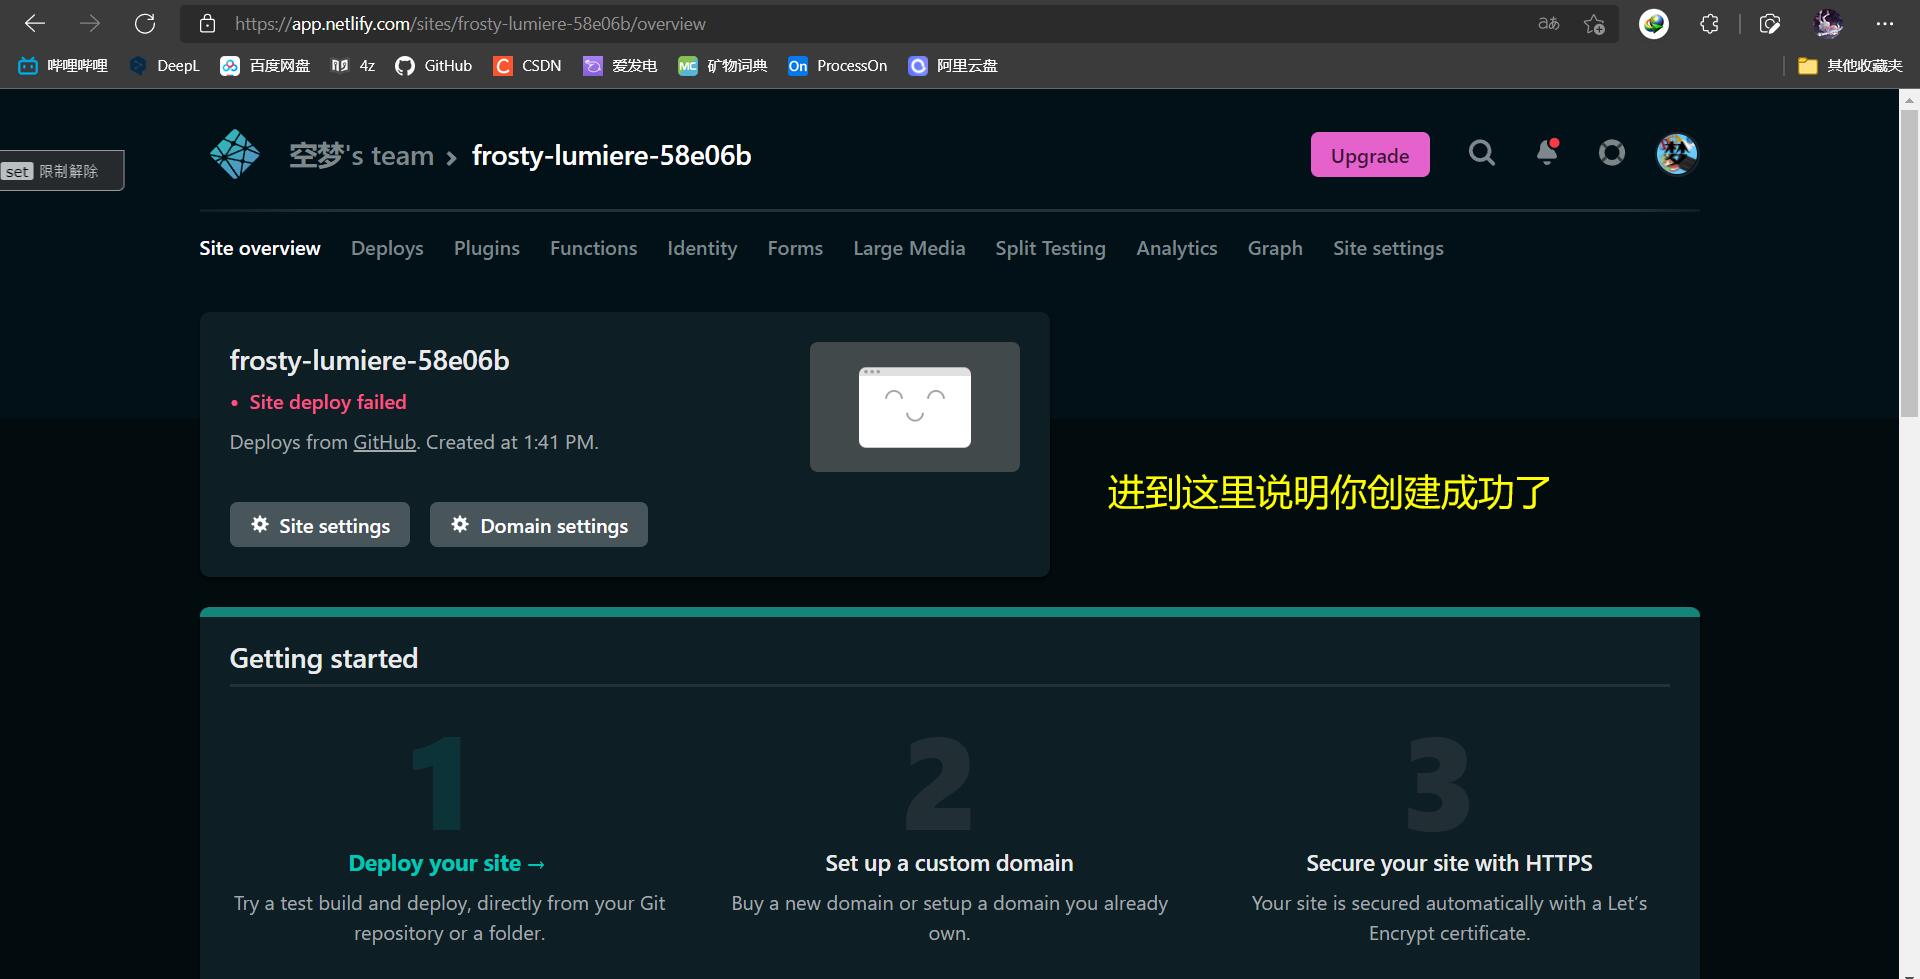 https://app.netlify.com/sites/frosty-lumiere-58e06b/overview
aあ
哔哩哔哩 DeepL 百度网盘 4z GitHub CSDN 爱发电 MC 矿物词典 On ProcessOn 阿里云盘 其他收藏夹
空梦's team › frosty-lumiere-58e06b
Upgrade
梦
set 限制解除
Site overview Deploys Plugins Functions Identity Forms Large Media Split Testing Analytics Graph Site settings
frosty-lumiere-58e06b
• Site deploy failed
Deploys from GitHub. Created at 1:41 PM.
进到这里说明你创建成功了
Site settings Domain settings
Getting started
1
Deploy your site →
Try a test build and deploy, directly from your Git
repository or a folder.
2
Set up a custom domain
Buy a new domain or setup a domain you already
own.
3
Secure your site with HTTPS
Your site is secured automatically with a Let’s
Encrypt certificate.